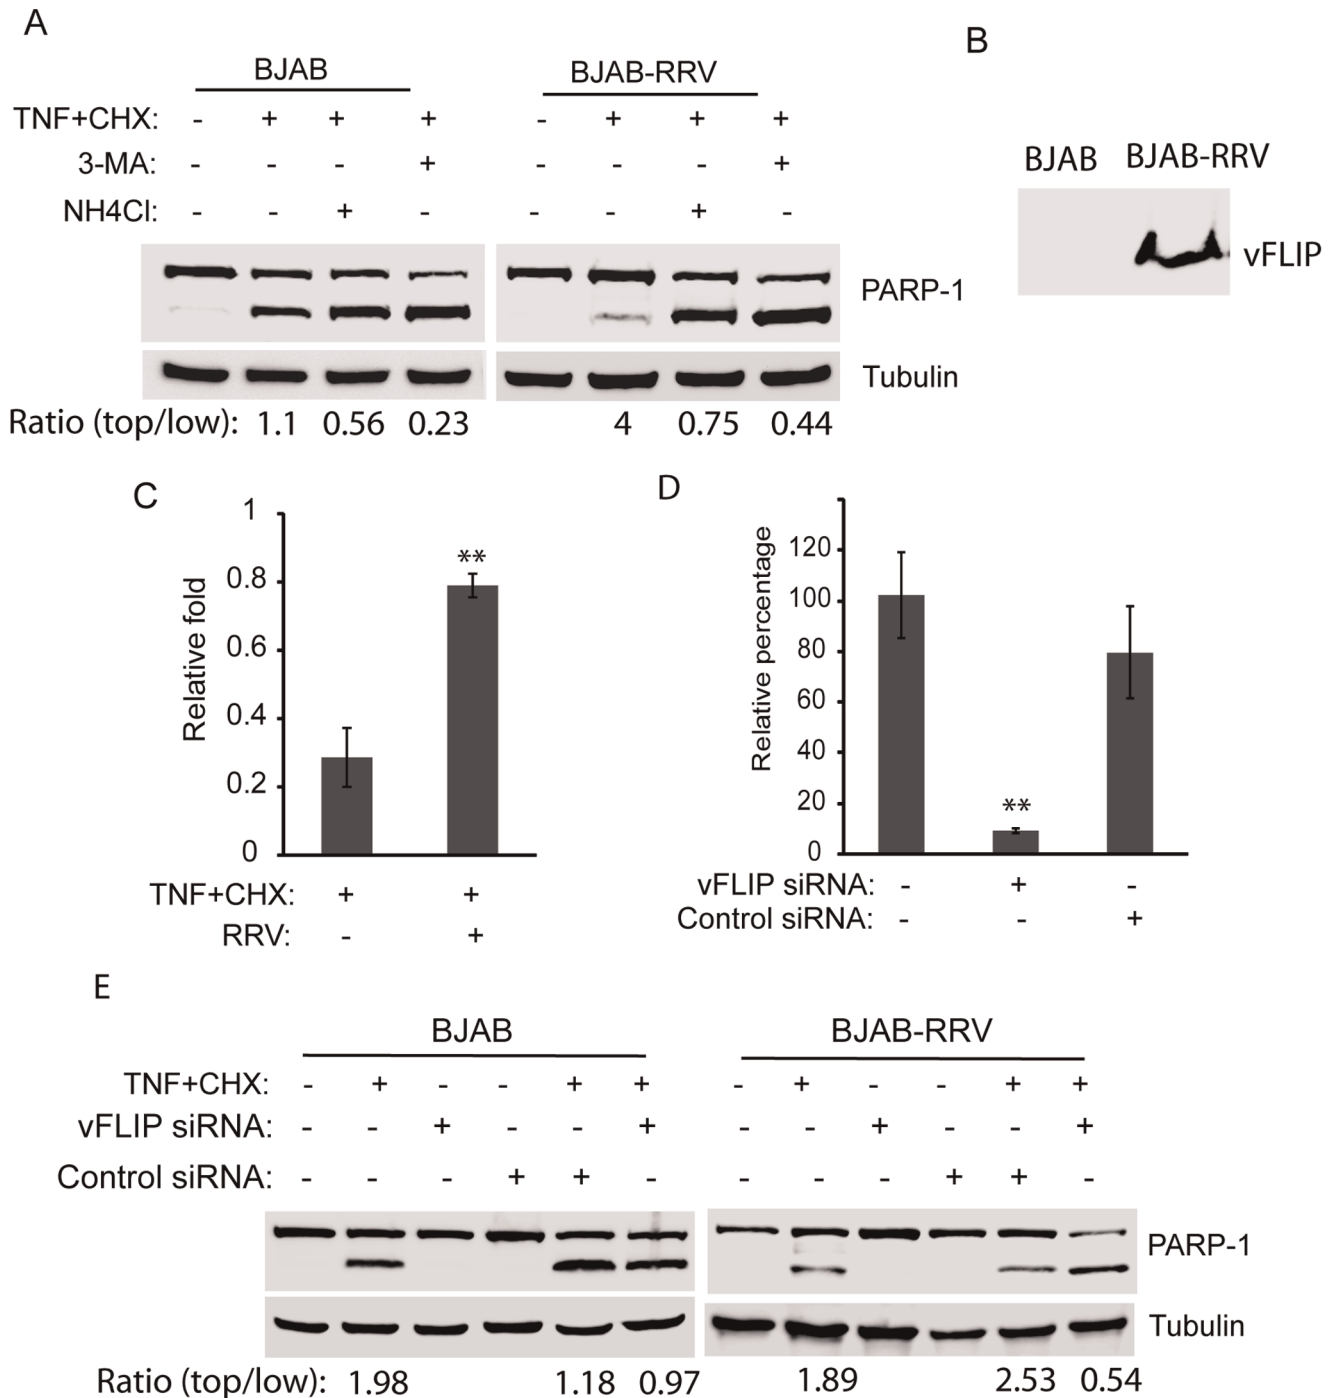 A
BJAB BJAB-RRV
TNF+CHX: - + + + - + + +
3-MA: - - - + - - - +
NH4Cl: - - + - - - + -
PARP-1
Tubulin
Ratio (top/low): 1.1 0.56 0.23 4 0.75 0.44
B
BJAB BJAB-RRV
vFLIP
C
Relative fold
1
0.8
0.6
0.4
0.2
0
**
TNF+CHX: + +
RRV: - +
D
Relative percentage
120
100
80
60
40
20
0
**
vFLIP siRNA: - + -
Control siRNA: - - +
E
BJAB BJAB-RRV
TNF+CHX: - + - - + + - + - - + +
vFLIP siRNA: - - + - - + - - + - - +
Control siRNA: - - - + + - - - - + + -
PARP-1
Tubulin
Ratio (top/low): 1.98 1.18 0.97 1.89 2.53 0.54